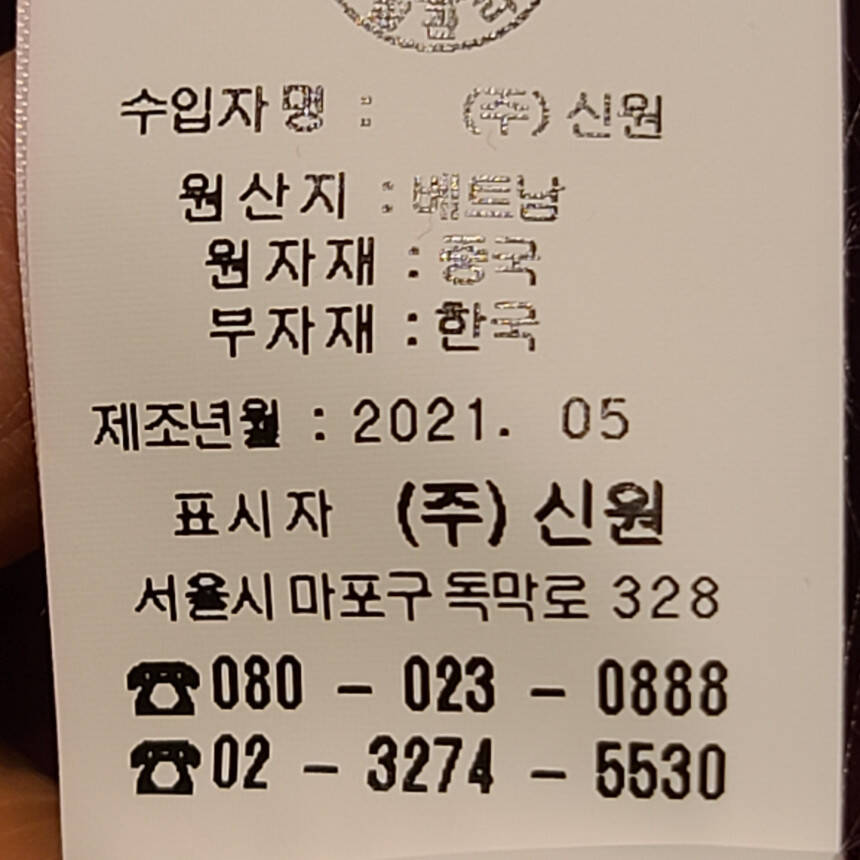 수입자명 : (주) 신원
원산지 : 베트남
원자재 : 중국
부자재 : 한국
제조년월 : 2021. 05
표시자 (주) 신원
서울시 마포구 독막로 328
☎080 - 023 - 0888
☎02 - 3274 - 5530